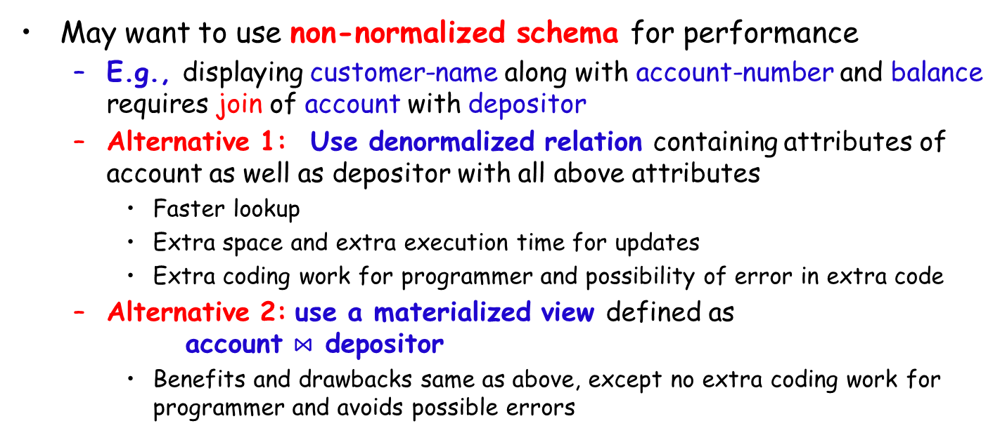 • May want to use non-normalized schema for performance
– E.g., displaying customer-name along with account-number and balance
requires join of account with depositor
– Alternative 1: Use denormalized relation containing attributes of
account as well as depositor with all above attributes
• Faster lookup
• Extra space and extra execution time for updates
• Extra coding work for programmer and possibility of error in extra code
– Alternative 2: use a materialized view defined as
account ⋈ depositor
• Benefits and drawbacks same as above, except no extra coding work for
programmer and avoids possible errors